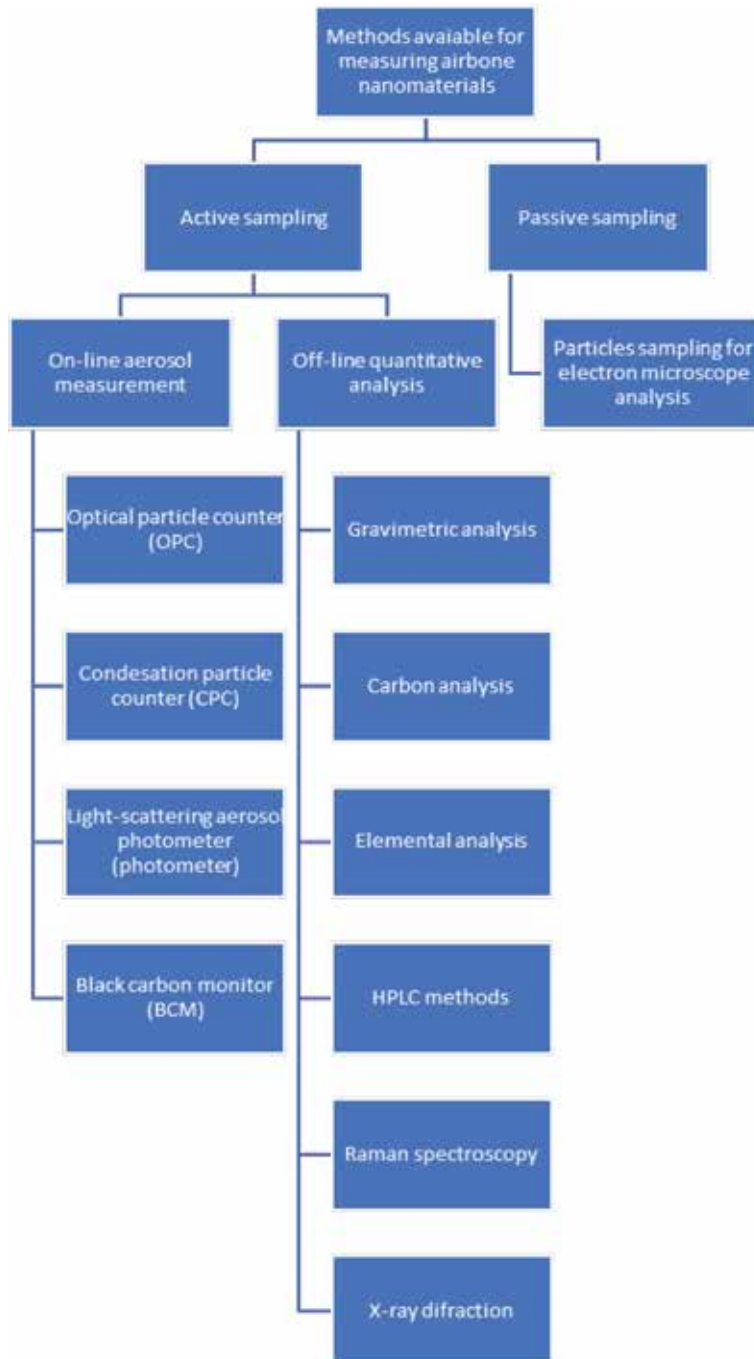 Methods avaiable for
measuring airbone
nanomaterials
Active sampling
Passive sampling
On-line aerosol
measurement
Off-line quantitative
analysis
Particles sampling for
electron microscope
analysis
Optical particle counter
(OPC)
Gravimetric analysis
Condesation particle
counter (CPC)
Carbon analysis
Light-scattering aerosol
photometer
(photometer)
Elemental analysis
Black carbon monitor
(BCM)
HPLC methods
Raman spectroscopy
X-ray difraction